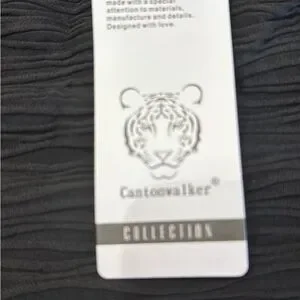 made with a special
attention to materials,
manufacture and details.
Designed with love.
Cantonwalker®
COLLECTION